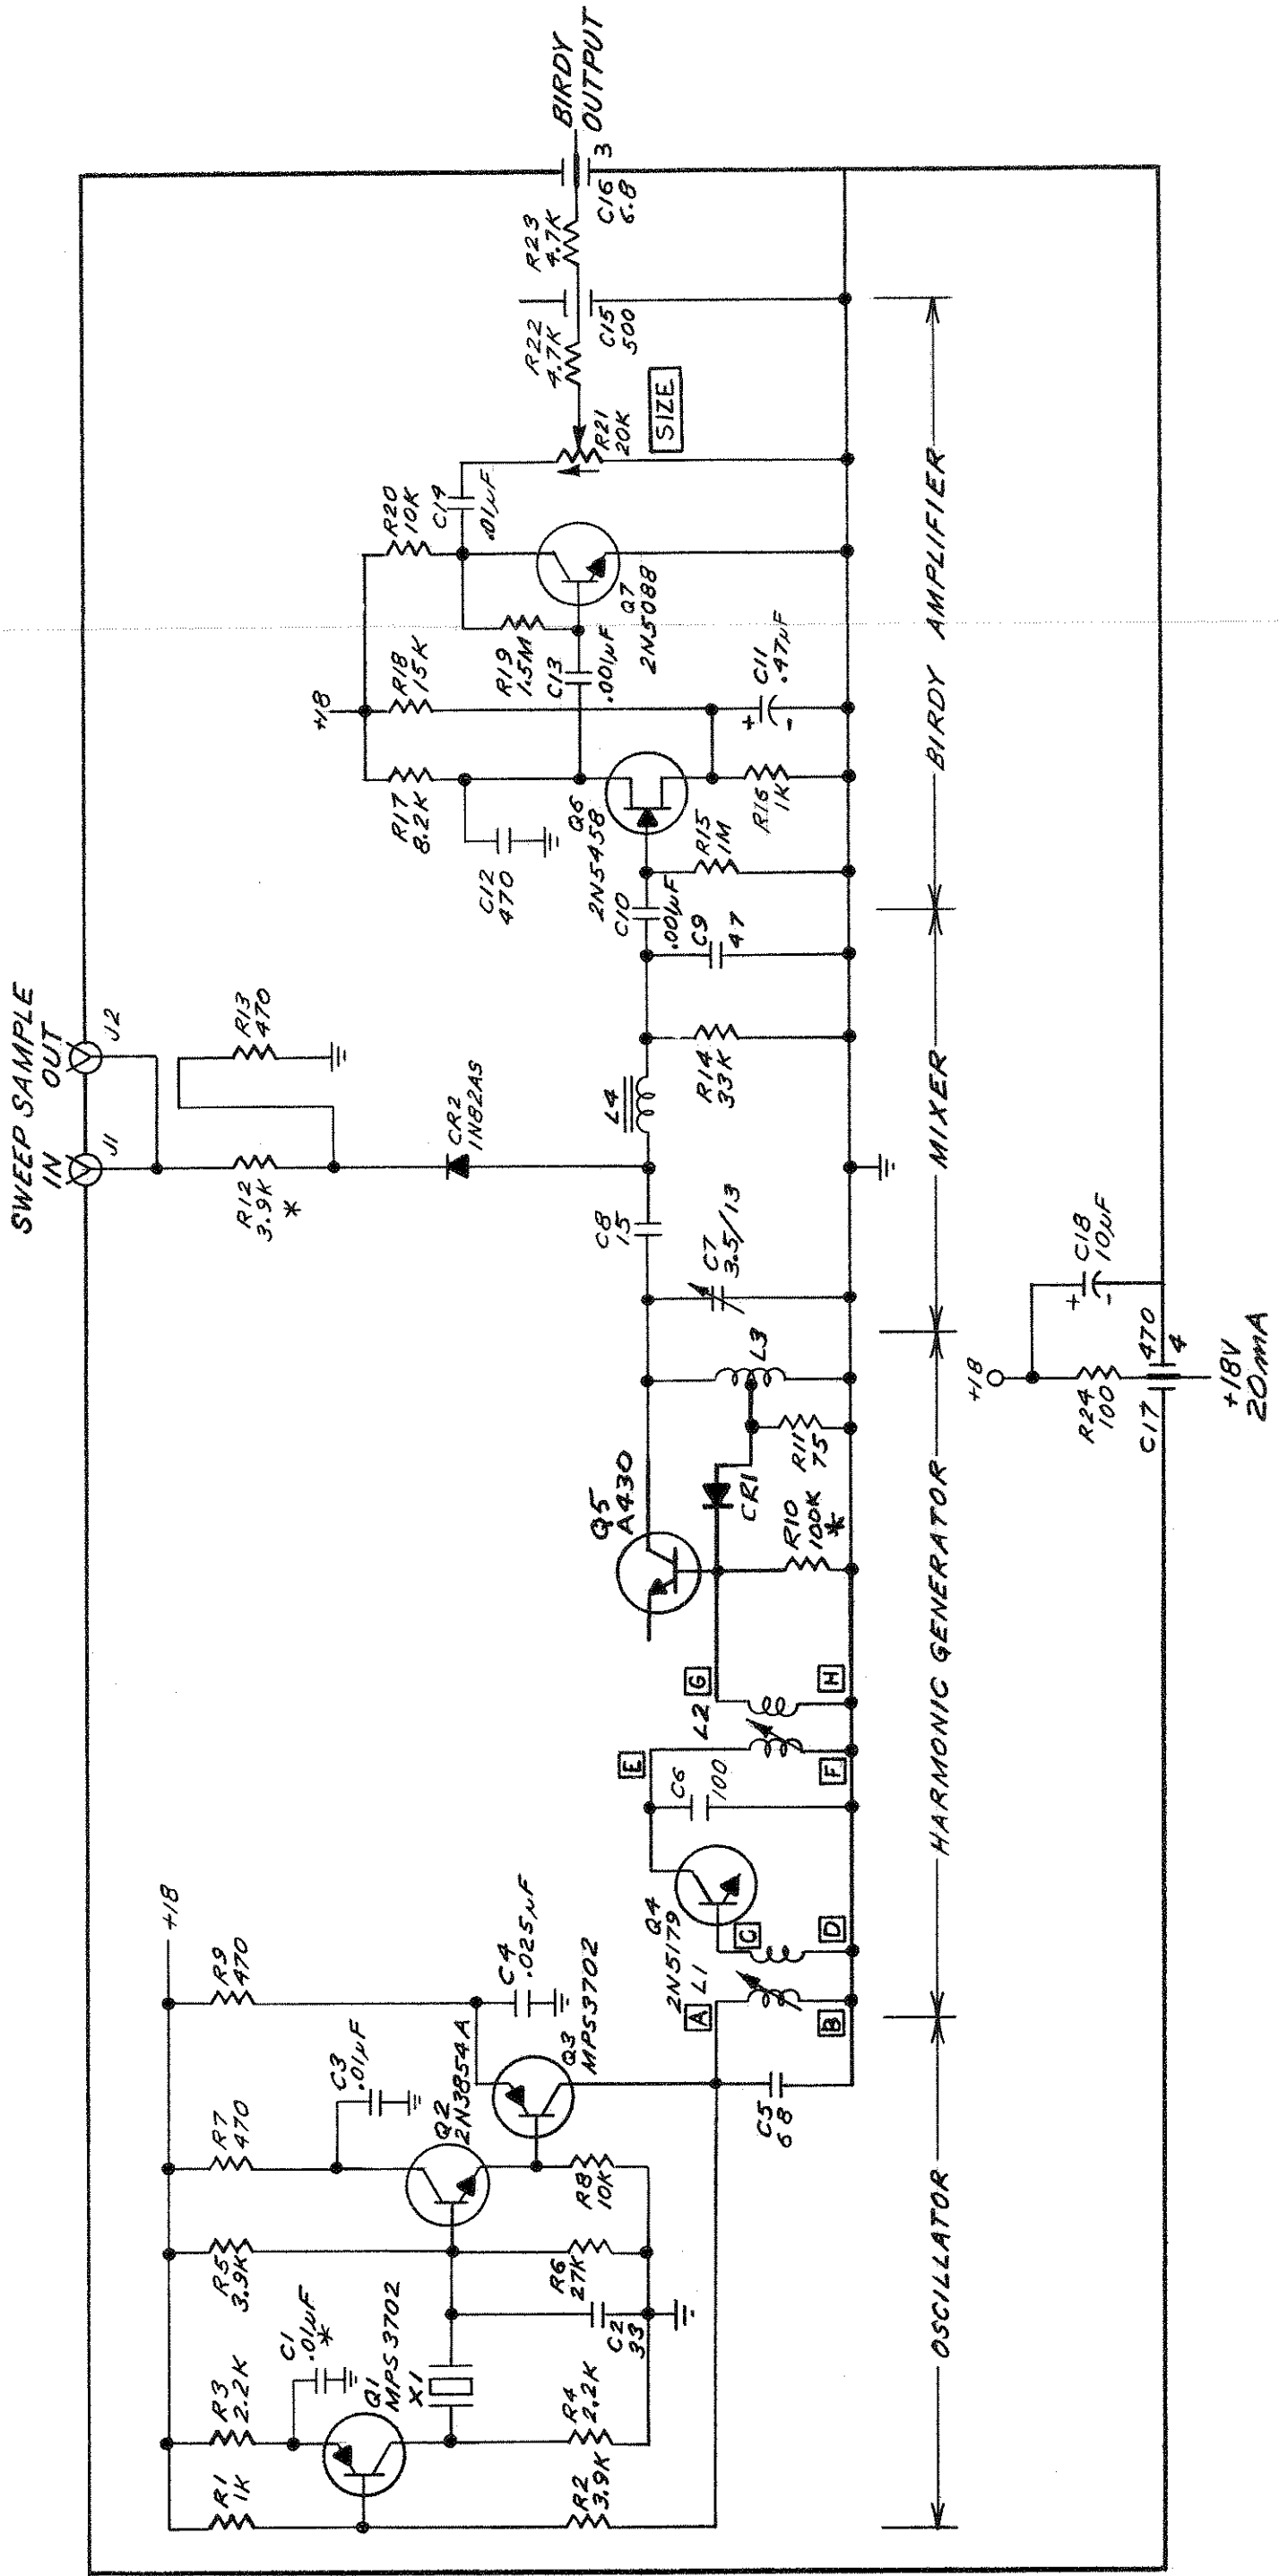 SWEEP SAMPLE
IN
OUT
J1
J2
+18
R1
1K
R3
2.2K
C1
.01µF
*
Q1
MPS3702
X1
R5
3.9K
R7
470
C3
.01µF
Q2
2N3854A
R9
470
C4
.025µF
Q3
MPS3702
R2
3.9K
R4
2.2K
C2
33
R6
27K
R8
10K
C5
68
A
B
L1
C
D
Q4
2N5179
E
F
C6
100
L2
G
H
Q5
A430
CR1
R10
100K
*
R11
75
L3
C7
3.5/13
C8
15
R12
3.9K
*
R13
470
CR2
1N82AS
L4
R14
33K
C9
47
C10
.001µF
R15
1M
Q6
2N5458
C12
470
R17
8.2K
+18
R18
15K
R16
1K
C11
.47µF
+
-
R19
1.5M
C13
.001µF
Q7
2N5088
R20
10K
C14
.01µF
R21
20K
SIZE
R22
4.7K
C15
500
R23
4.7K
C16
6.8
3
BIRDY
OUTPUT
OSCILLATOR
HARMONIC GENERATOR
MIXER
BIRDY AMPLIFIER
+18
R24
100
C17
470
4
+
-
C18
10µF
+18V
20mA